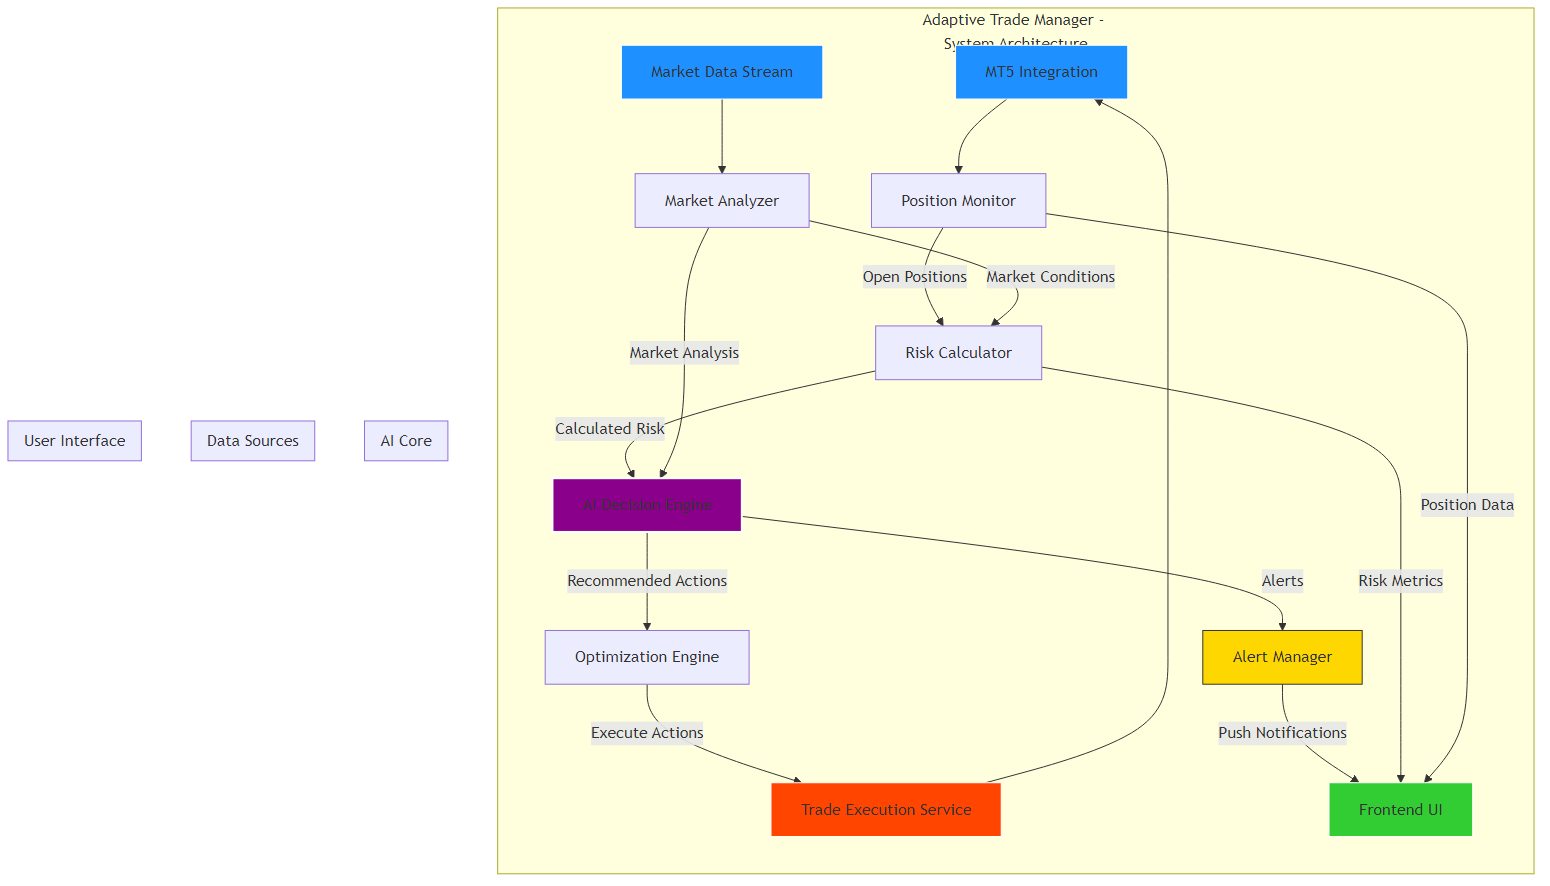 Adaptive Trade Manager -
System Architecture
Market Data Stream
MT5 Integration
Market Analyzer
Position Monitor
Open Positions
Market Conditions
Market Analysis
Risk Calculator
Calculated Risk
User Interface
Data Sources
AI Core
AI Decision Engine
Position Data
Recommended Actions
Alerts
Risk Metrics
Optimization Engine
Alert Manager
Execute Actions
Push Notifications
Trade Execution Service
Frontend UI